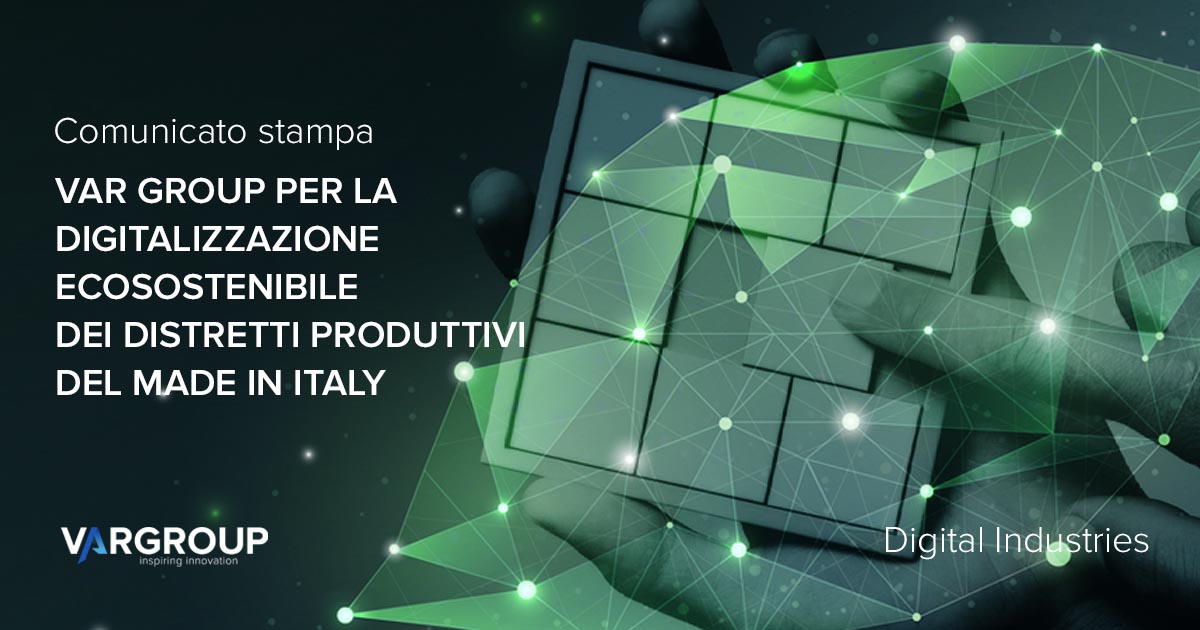 Comunicato stampa
VAR GROUP PER LA
DIGITALIZZAZIONE
ECOSOSTENIBILE
DEI DISTRETTI PRODUTTIVI
DEL MADE IN ITALY
VARGROUP
inspiring innovation
Digital Industries